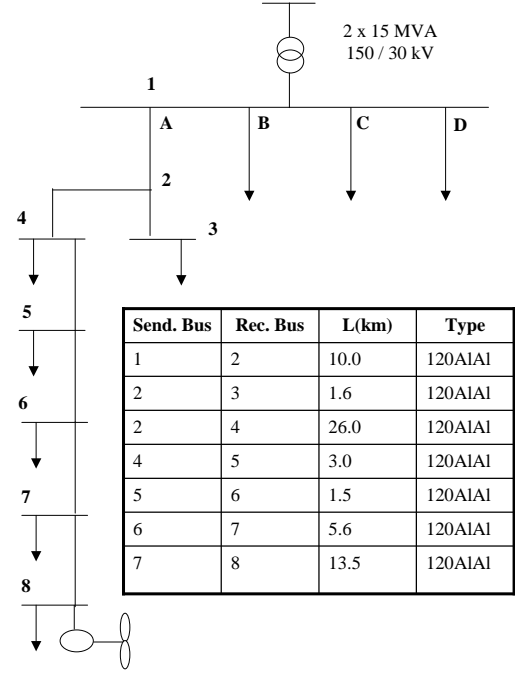 2 x 15 MVA
150 / 30 kV
1
A B C D
2
4
3
5
6
7
8
Send. Bus Rec. Bus L(km) Type
1 2 10.0 120AlAl
2 3 1.6 120AlAl
2 4 26.0 120AlAl
4 5 3.0 120AlAl
5 6 1.5 120AlAl
6 7 5.6 120AlAl
7 8 13.5 120AlAl